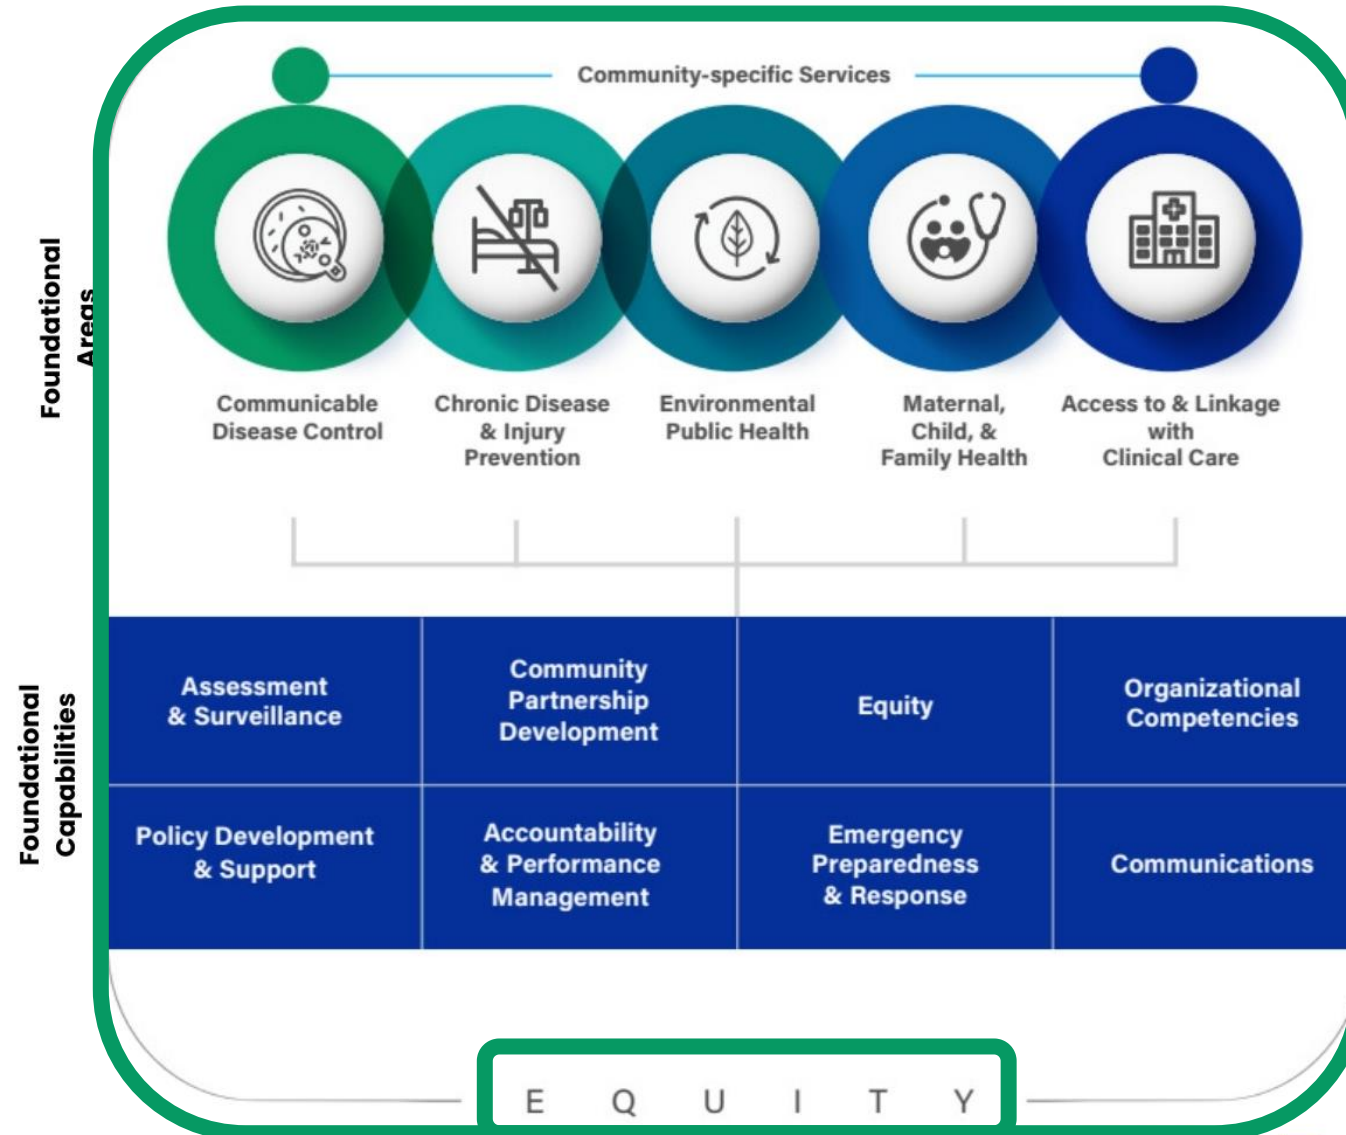 Community-specific Services
Foundational
Areas
Communicable
Disease Control
Chronic Disease
& Injury
Prevention
Environmental
Public Health
Maternal,
Child, &
Family Health
Access to & Linkage
with
Clinical Care
Foundational
Capabilities
Assessment
& Surveillance
Community
Partnership
Development
Equity
Organizational
Competencies
Policy Development
& Support
Accountability
& Performance
Management
Emergency
Preparedness
& Response
Communications
E Q U I T Y